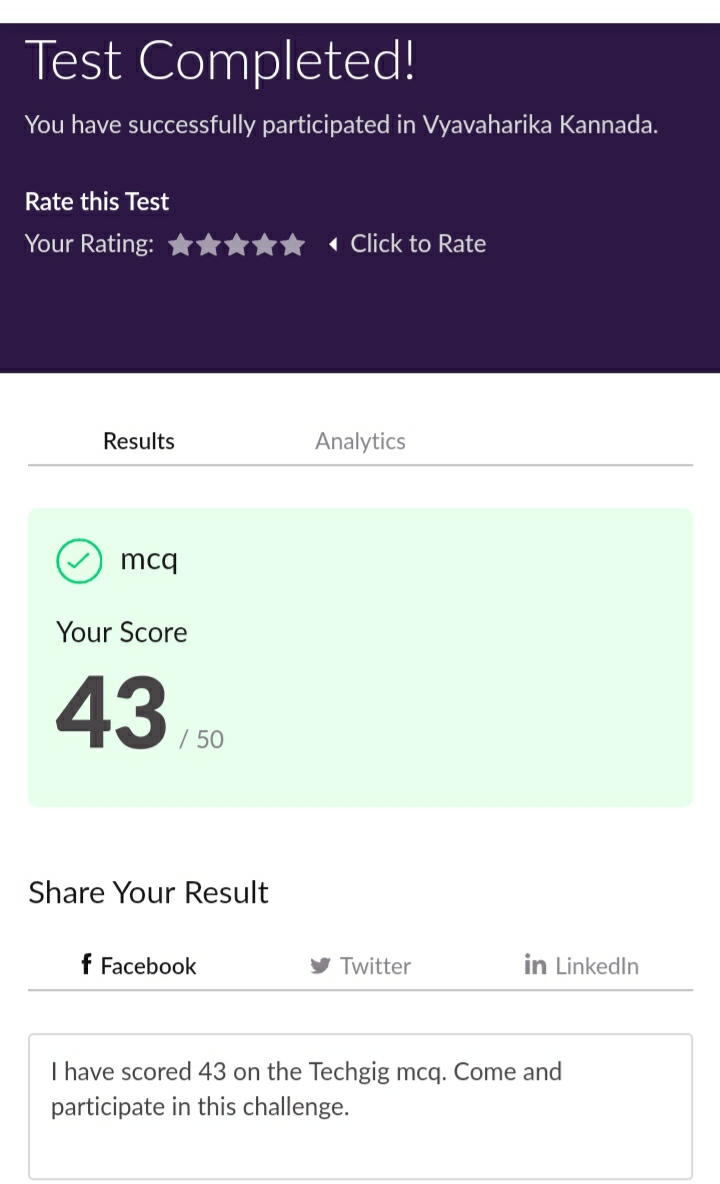 Test Completed!
You have successfully participated in Vyavaharika Kannada.
Rate this Test
Your Rating: Click to Rate
Results Analytics
mcq
Your Score
43 / 50
Share Your Result
Facebook Twitter LinkedIn
I have scored 43 on the Techgig mcq. Come and
participate in this challenge.